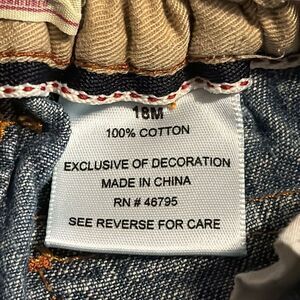 18M
100% COTTON
EXCLUSIVE OF DECORATION
MADE IN CHINA
RN # 46795
SEE REVERSE FOR CARE